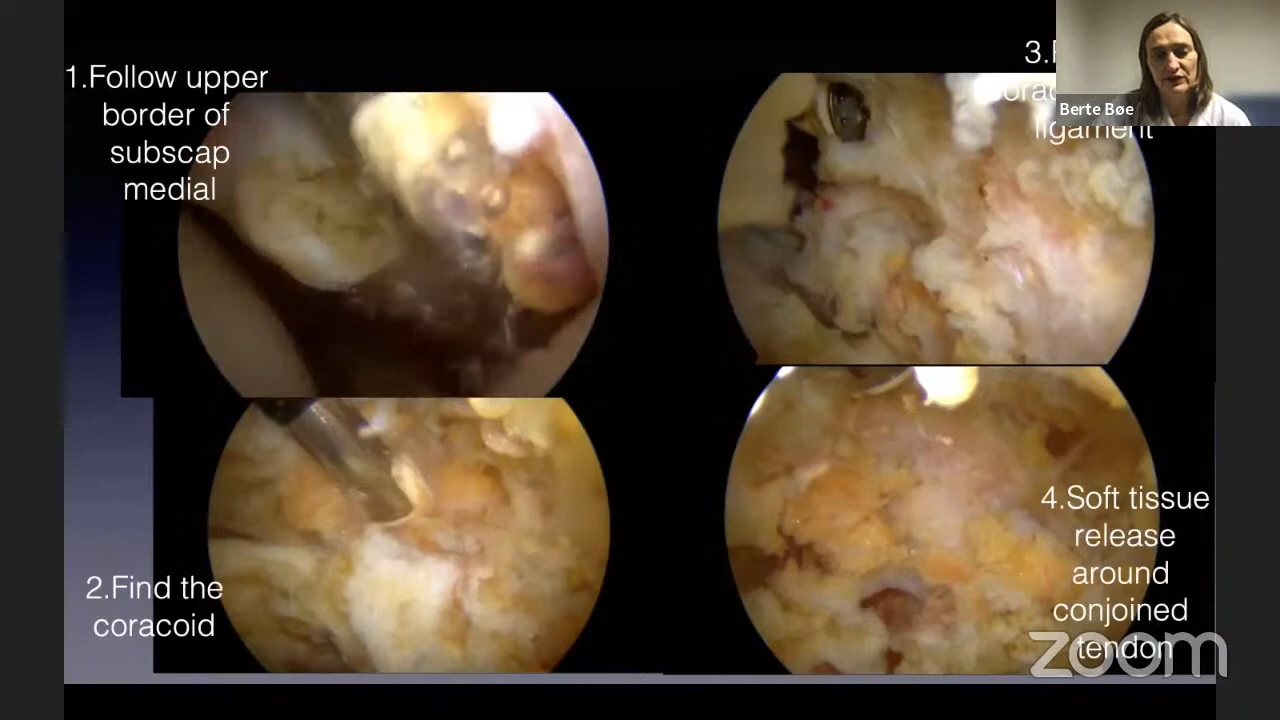 1.Follow upper
border of
subscap
medial
3.
Berte Bøe
ligament
2.Find the
coracoid
4.Soft tissue
release
around
conjoined
tendon
zoom